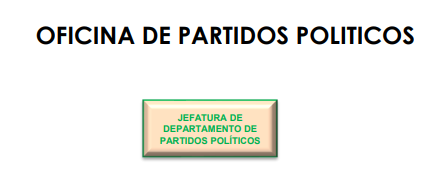 OFICINA DE PARTIDOS POLITICOS
JEFATURA DE
DEPARTAMENTO DE
PARTIDOS POLÍTICOS